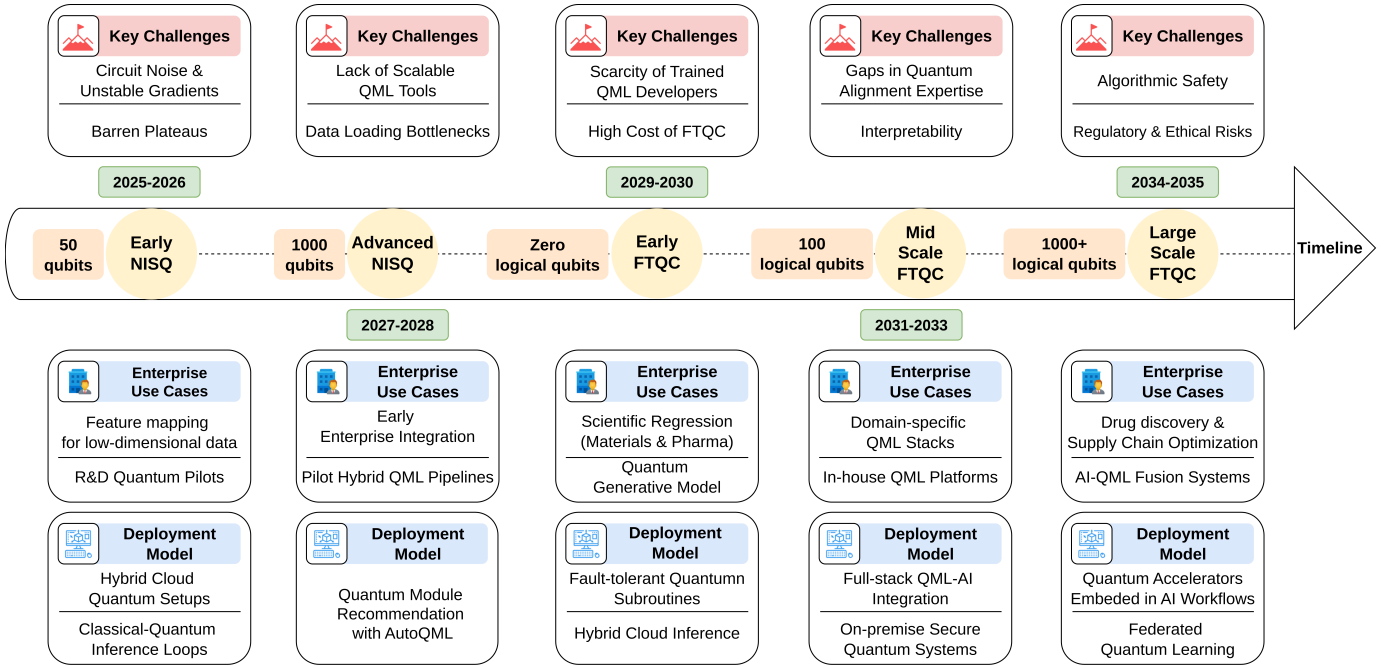 Key Challenges
Circuit Noise &
Unstable Gradients
Barren Plateaus
Key Challenges
Lack of Scalable
QML Tools
Data Loading Bottlenecks
Key Challenges
Scarcity of Trained
QML Developers
High Cost of FTQC
Key Challenges
Gaps in Quantum
Alignment Expertise
Interpretability
Key Challenges
Algorithmic Safety
Regulatory & Ethical Risks
2025-2026
2029-2030
2034-2035
50
qubits
Early
NISQ
1000
qubits
Advanced
NISQ
Zero
logical qubits
Early
FTQC
100
logical qubits
Mid
Scale
FTQC
1000+
logical qubits
Large
Scale
FTQC
Timeline
2027-2028
2031-2033
Enterprise
Use Cases
Feature mapping
for low-dimensional data
R&D Quantum Pilots
Enterprise
Use Cases
Early
Enterprise Integration
Pilot Hybrid QML Pipelines
Enterprise
Use Cases
Scientific Regression
(Materials & Pharma)
Quantum
Generative Model
Enterprise
Use Cases
Domain-specific
QML Stacks
In-house QML Platforms
Enterprise
Use Cases
Drug discovery &
Supply Chain Optimization
AI-QML Fusion Systems
Deployment
Model
Hybrid Cloud
Quantum Setups
Classical-Quantum
Inference Loops
Deployment
Model
Quantum Module
Recommendation
with AutoQML
Deployment
Model
Fault-tolerant Quantumn
Subroutines
Hybrid Cloud Inference
Deployment
Model
Full-stack QML-AI
Integration
On-premise Secure
Quantum Systems
Deployment
Model
Quantum Accelerators
Embeded in AI Workflows
Federated
Quantum Learning